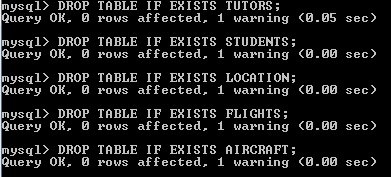 mysql> DROP TABLE IF EXISTS TUTORS;
Query OK, 0 rows affected, 1 warning (0.05 sec)
mysql> DROP TABLE IF EXISTS STUDENTS;
Query OK, 0 rows affected, 1 warning (0.00 sec)
mysql> DROP TABLE IF EXISTS LOCATION;
Query OK, 0 rows affected, 1 warning (0.00 sec)
mysql> DROP TABLE IF EXISTS FLIGHTS;
Query OK, 0 rows affected, 1 warning (0.00 sec)
mysql> DROP TABLE IF EXISTS AIRCRAFT;
Query OK, 0 rows affected, 1 warning (0.00 sec)